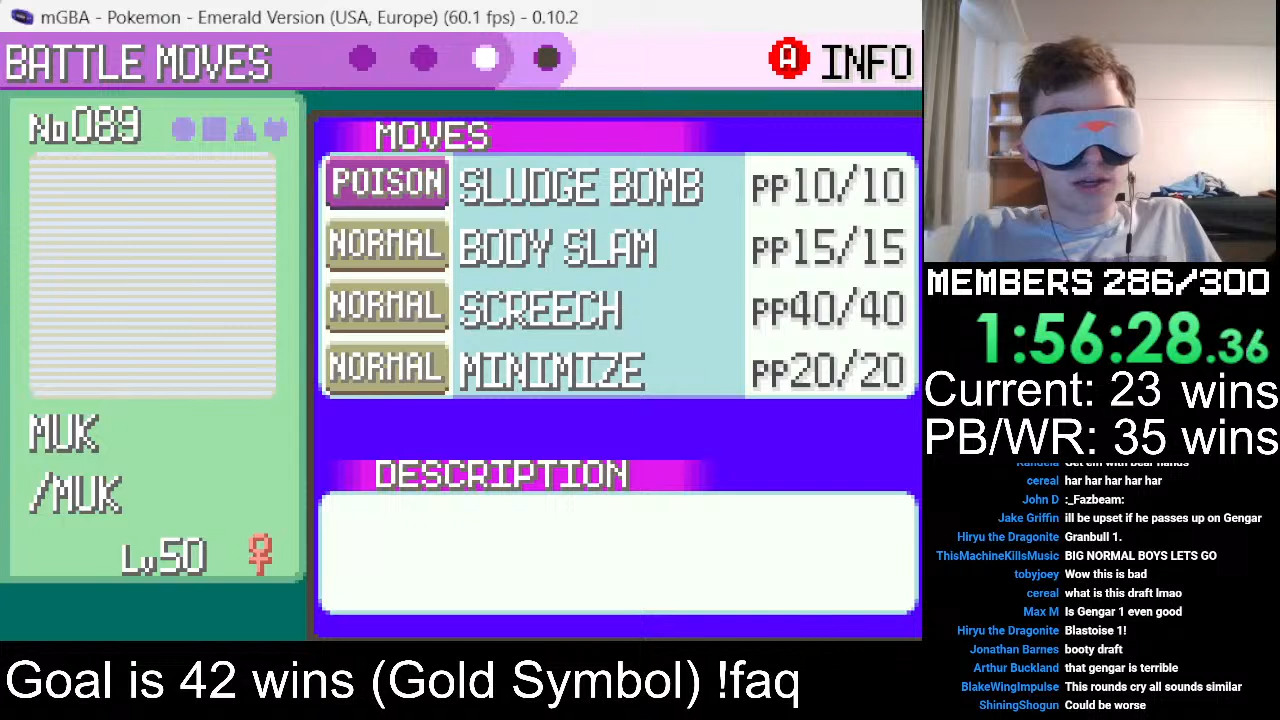 mGBA - Pokemon - Emerald Version (USA, Europe) (60.1 fps) - 0.10.2
BATTLE MOVES
A INFO
No089
MOVES
POISON SLUDGE BOMB PP10/10
NORMAL BODY SLAM PP15/15
NORMAL SCREECH PP40/40
NORMAL MINIMIZE PP20/20
MUK
/MUK
Lv50 ♀
DESCRIPTION
MEMBERS 286/300
1:56:28.36
Current: 23 wins
PB/WR: 35 wins
cereal har har har har har
John D :_Fazbeam:
Jake Griffin ill be upset if he passes up on Gengar
Hiryu the Dragonite Granbull 1.
ThisMachineKillsMusic BIG NORMAL BOYS LETS GO
tobyjoey Wow this is bad
cereal what is this draft lmao
Max M Is Gengar 1 even good
Hiryu the Dragonite Blastoise 1!
Jonathan Barnes booty draft
Arthur Buckland that gengar is terrible
BlakeWingImpulse This rounds cry all sounds similar
ShiningShogun Could be worse
Goal is 42 wins (Gold Symbol) !faq